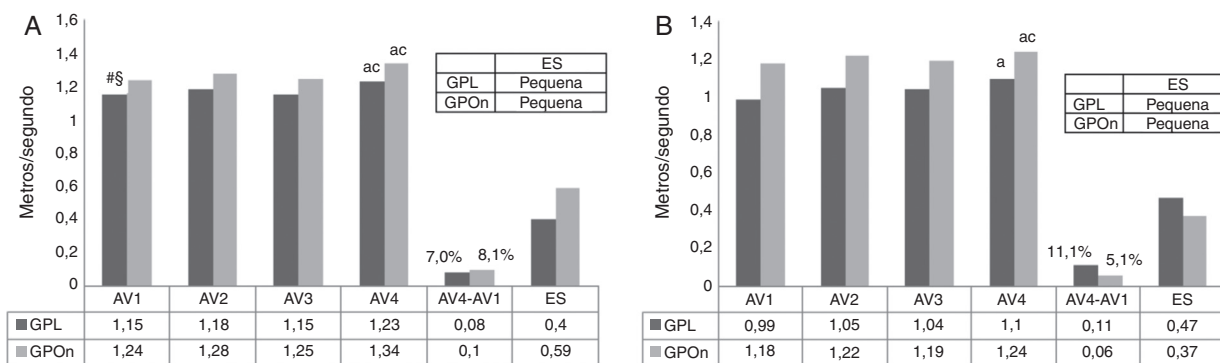 A
Metros/segundo
1,6
1,4
1,2
1
0,8
0,6
0,4
0,2
0
#§
ac
ac
7,0%
8,1%
ES
GPL Pequena
GPOn Pequena
AV1 AV2 AV3 AV4 AV4-AV1 ES
GPL 1,15 1,18 1,15 1,23 0,08 0,4
GPOn 1,24 1,28 1,25 1,34 0,1 0,59
B
Metros/segundo
1,4
1,2
1
0,8
0,6
0,4
0,2
0
a
ac
11,1%
5,1%
ES
GPL Pequena
GPOn Pequena
AV1 AV2 AV3 AV4 AV4-AV1 ES
GPL 0,99 1,05 1,04 1,1 0,11 0,47
GPOn 1,18 1,22 1,19 1,24 0,06 0,37